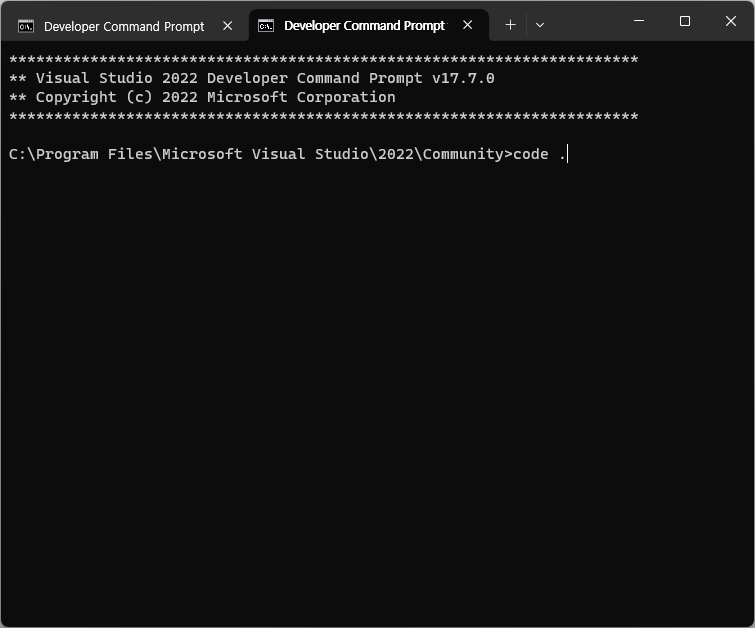 Developer Command Prompt
Developer Command Prompt
**********************************************************************
** Visual Studio 2022 Developer Command Prompt v17.7.0
** Copyright (c) 2022 Microsoft Corporation
**********************************************************************
C:\Program Files\Microsoft Visual Studio\2022\Community>code .